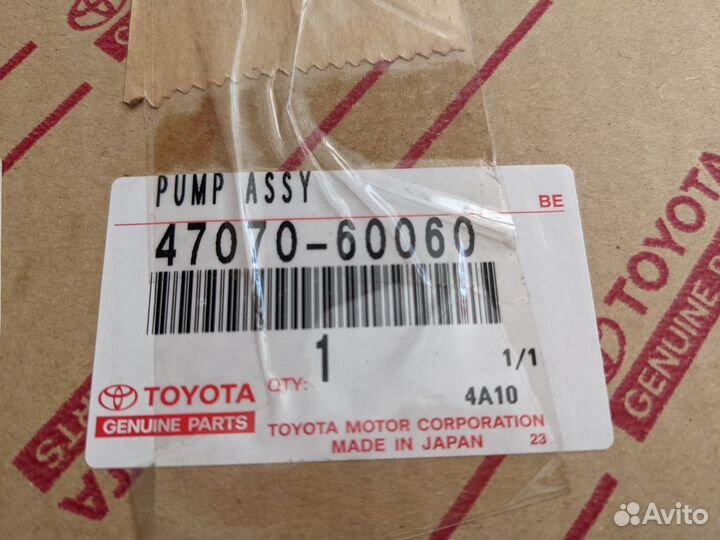 PUMP ASSY
BE
47070-60060
1
1/1
QTY:
4A10
TOYOTA
GENUINE PARTS
TOYOTA MOTOR CORPORATION
MADE IN JAPAN
23
TOYOTA
GENUINE
TOYOTA
PARTS
Avito